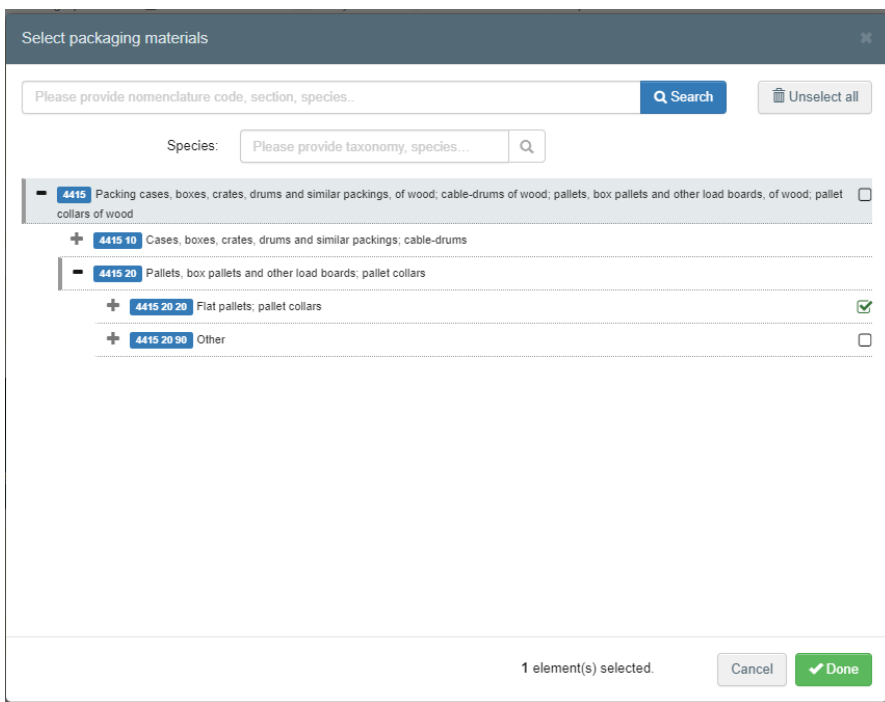 Select packaging materials
Please provide nomenclature code, section, species..
Search
Unselect all
Species:
Please provide taxonomy, species...
4415 Packing cases, boxes, crates, drums and similar packings, of wood; cable-drums of wood; pallets, box pallets and other load boards, of wood; pallet
collars of wood
4415 10 Cases, boxes, crates, drums and similar packings; cable-drums
4415 20 Pallets, box pallets and other load boards; pallet collars
4415 20 20 Flat pallets; pallet collars
4415 20 90 Other
1 element(s) selected.
Cancel
Done